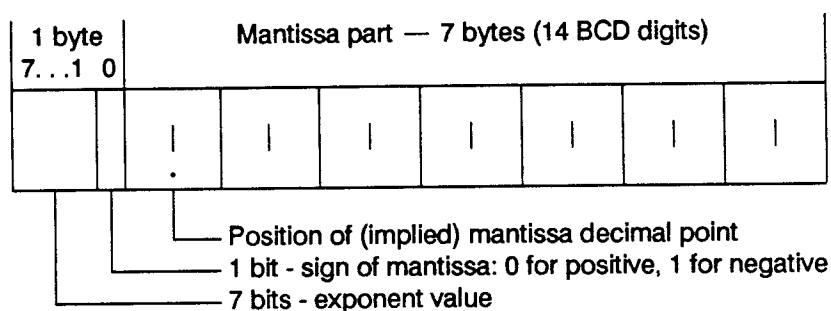 1 byte
Mantissa part — 7 bytes (14 BCD digits)
7...1 0
Position of (implied) mantissa decimal point
1 bit - sign of mantissa: 0 for positive, 1 for negative
7 bits - exponent value